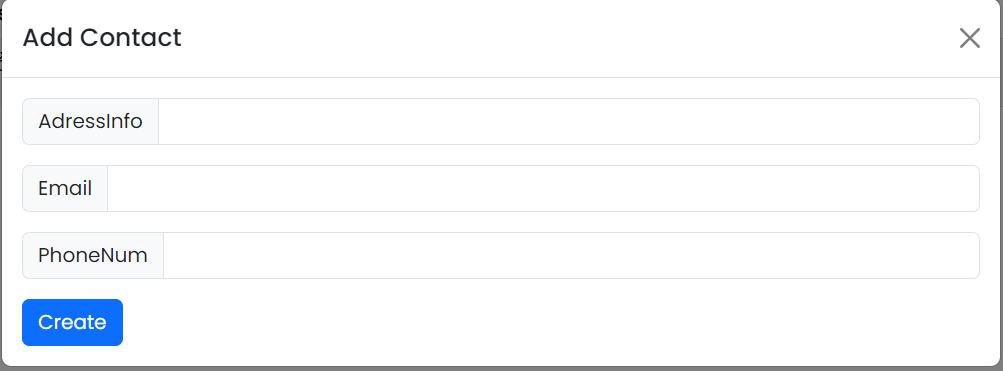 Add Contact
AdressInfo
Email
PhoneNum
Create